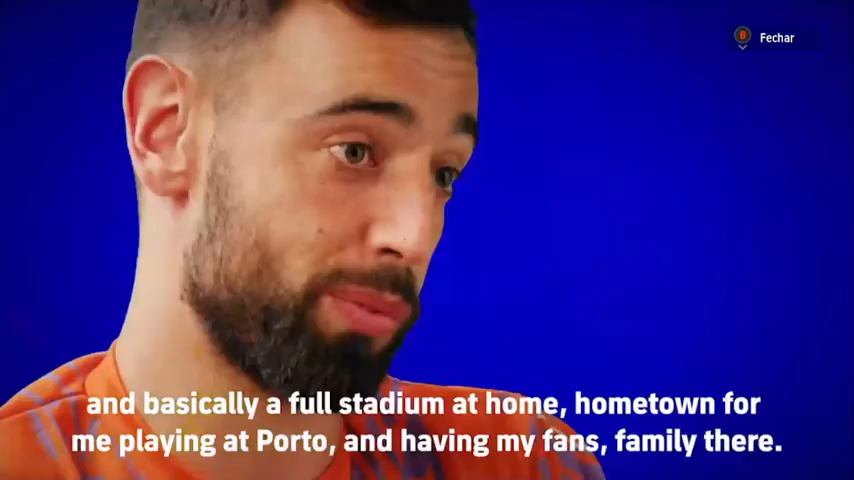 B Fechar
and basically a full stadium at home, hometown for
me playing at Porto, and having my fans, family there.